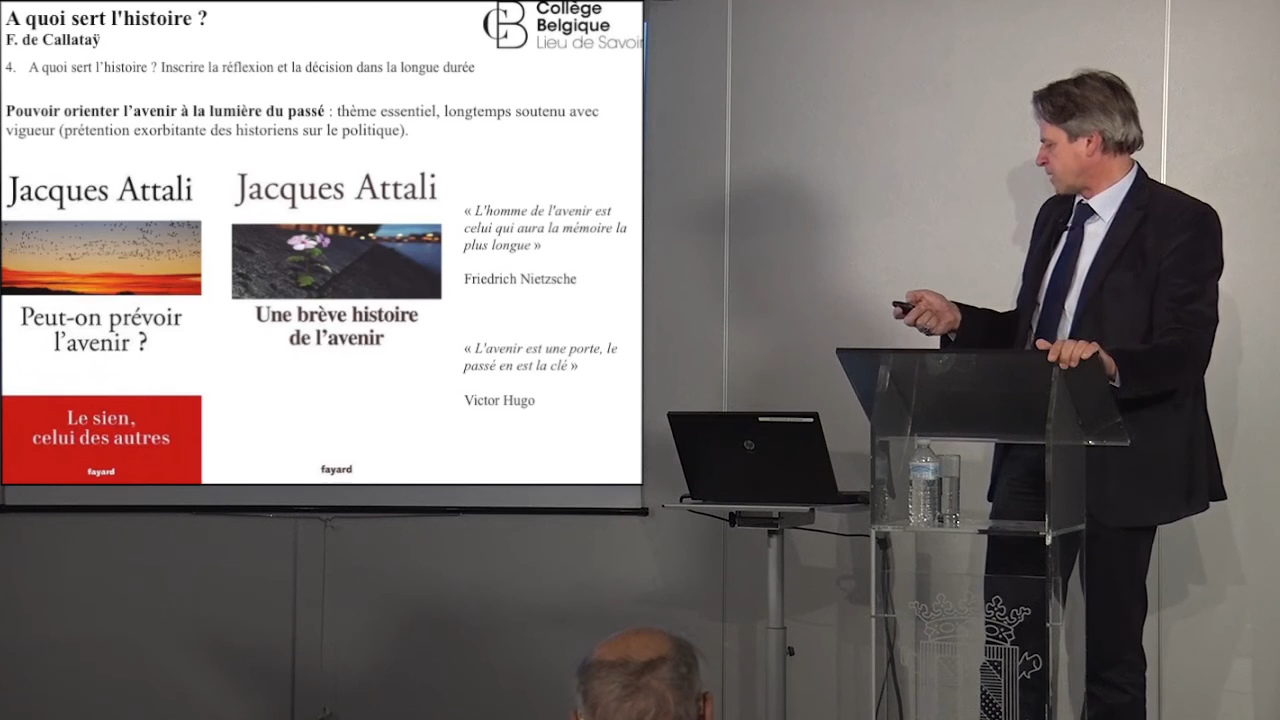 A quoi sert l'histoire ?
F. de Callataÿ
Collège
Belgique
Lieu de Savoir
4. A quoi sert l'histoire ? Inscrire la réflexion et la décision dans la longue durée
Pouvoir orienter l'avenir à la lumière du passé : thème essentiel, longtemps soutenu avec
vigueur (prétention exorbitante des historiens sur le politique).
Jacques Attali
Peut-on prévoir
l'avenir ?
Le sien,
celui des autres
fayard
Jacques Attali
Une brève histoire
de l'avenir
fayard
« L'homme de l'avenir est
celui qui aura la mémoire la
plus longue »
Friedrich Nietzsche
« L'avenir est une porte, le
passé en est la clé »
Victor Hugo
hp